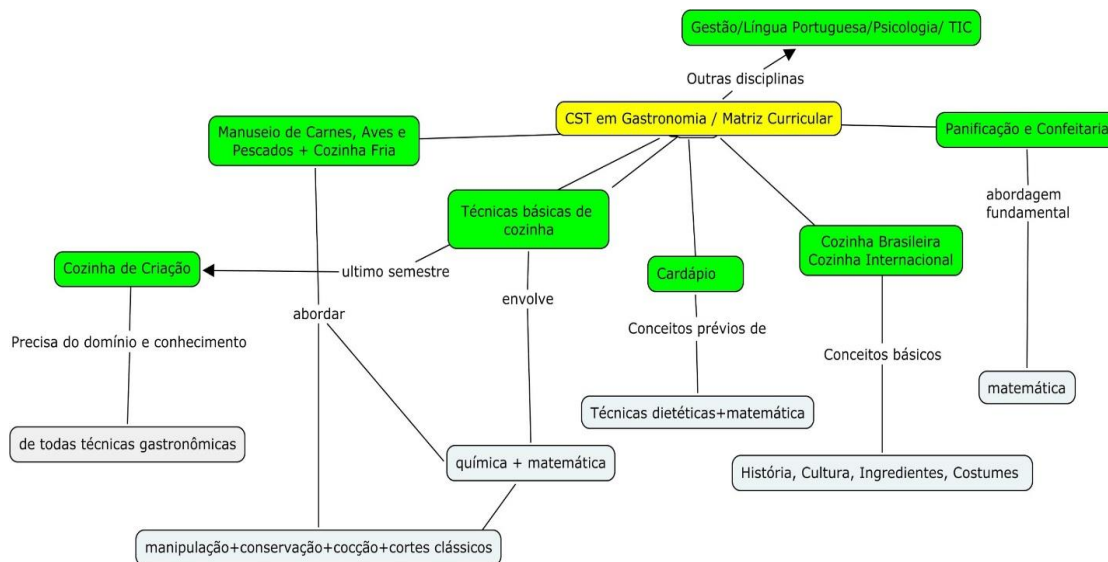 Gestão/Língua Portuguesa/Psicologia/ TIC
Outras disciplinas
CST em Gastronomia / Matriz Curricular
Manuseio de Carnes, Aves e
Pescados + Cozinha Fria
Panificação e Confeitaria
Técnicas básicas de
cozinha
abordagem
fundamental
Cozinha Brasileira
Cozinha Internacional
Cozinha de Criação
ultimo semestre
Cardápio
envolve
abordar
Conceitos prévios de
Precisa do domínio e conhecimento
Conceitos básicos
matemática
Técnicas dietéticas+matemática
de todas técnicas gastronômicas
química + matemática
História, Cultura, Ingredientes, Costumes
manipulação+conservação+cocção+cortes clássicos